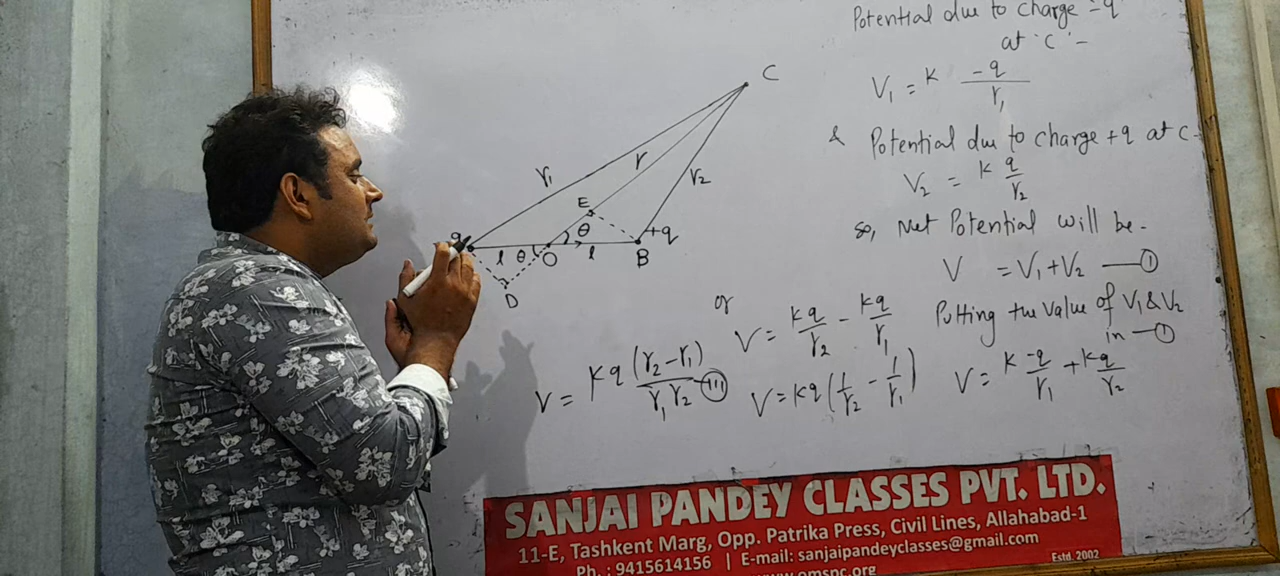 Potential due to charge -q
at 'C' -
V₁ = K -q/r₁
& Potential due to charge +q at C-
V₂ = K q/r₂
so, Net Potential will be-
V = V₁+V₂ —①
Putting the value of V₁ & V₂
in —①
V = K -q/r₁ + Kq/r₂
or
V = Kq/r₂ - Kq/r₁
V = Kq(1/r₂ - 1/r₁)
V = Kq (r₂-r₁)/r₁ r₂ —(III)
C
r₁
r
r₂
E
θ
+q
l
θ
O
l
B
D
SANJAI PANDEY CLASSES PVT. LTD.
11-E, Tashkent Marg, Opp. Patrika Press, Civil Lines, Allahabad-1
Ph. : 9415614156 | E-mail: sanjaipandeyclasses@gmail.com
Estd. 2002